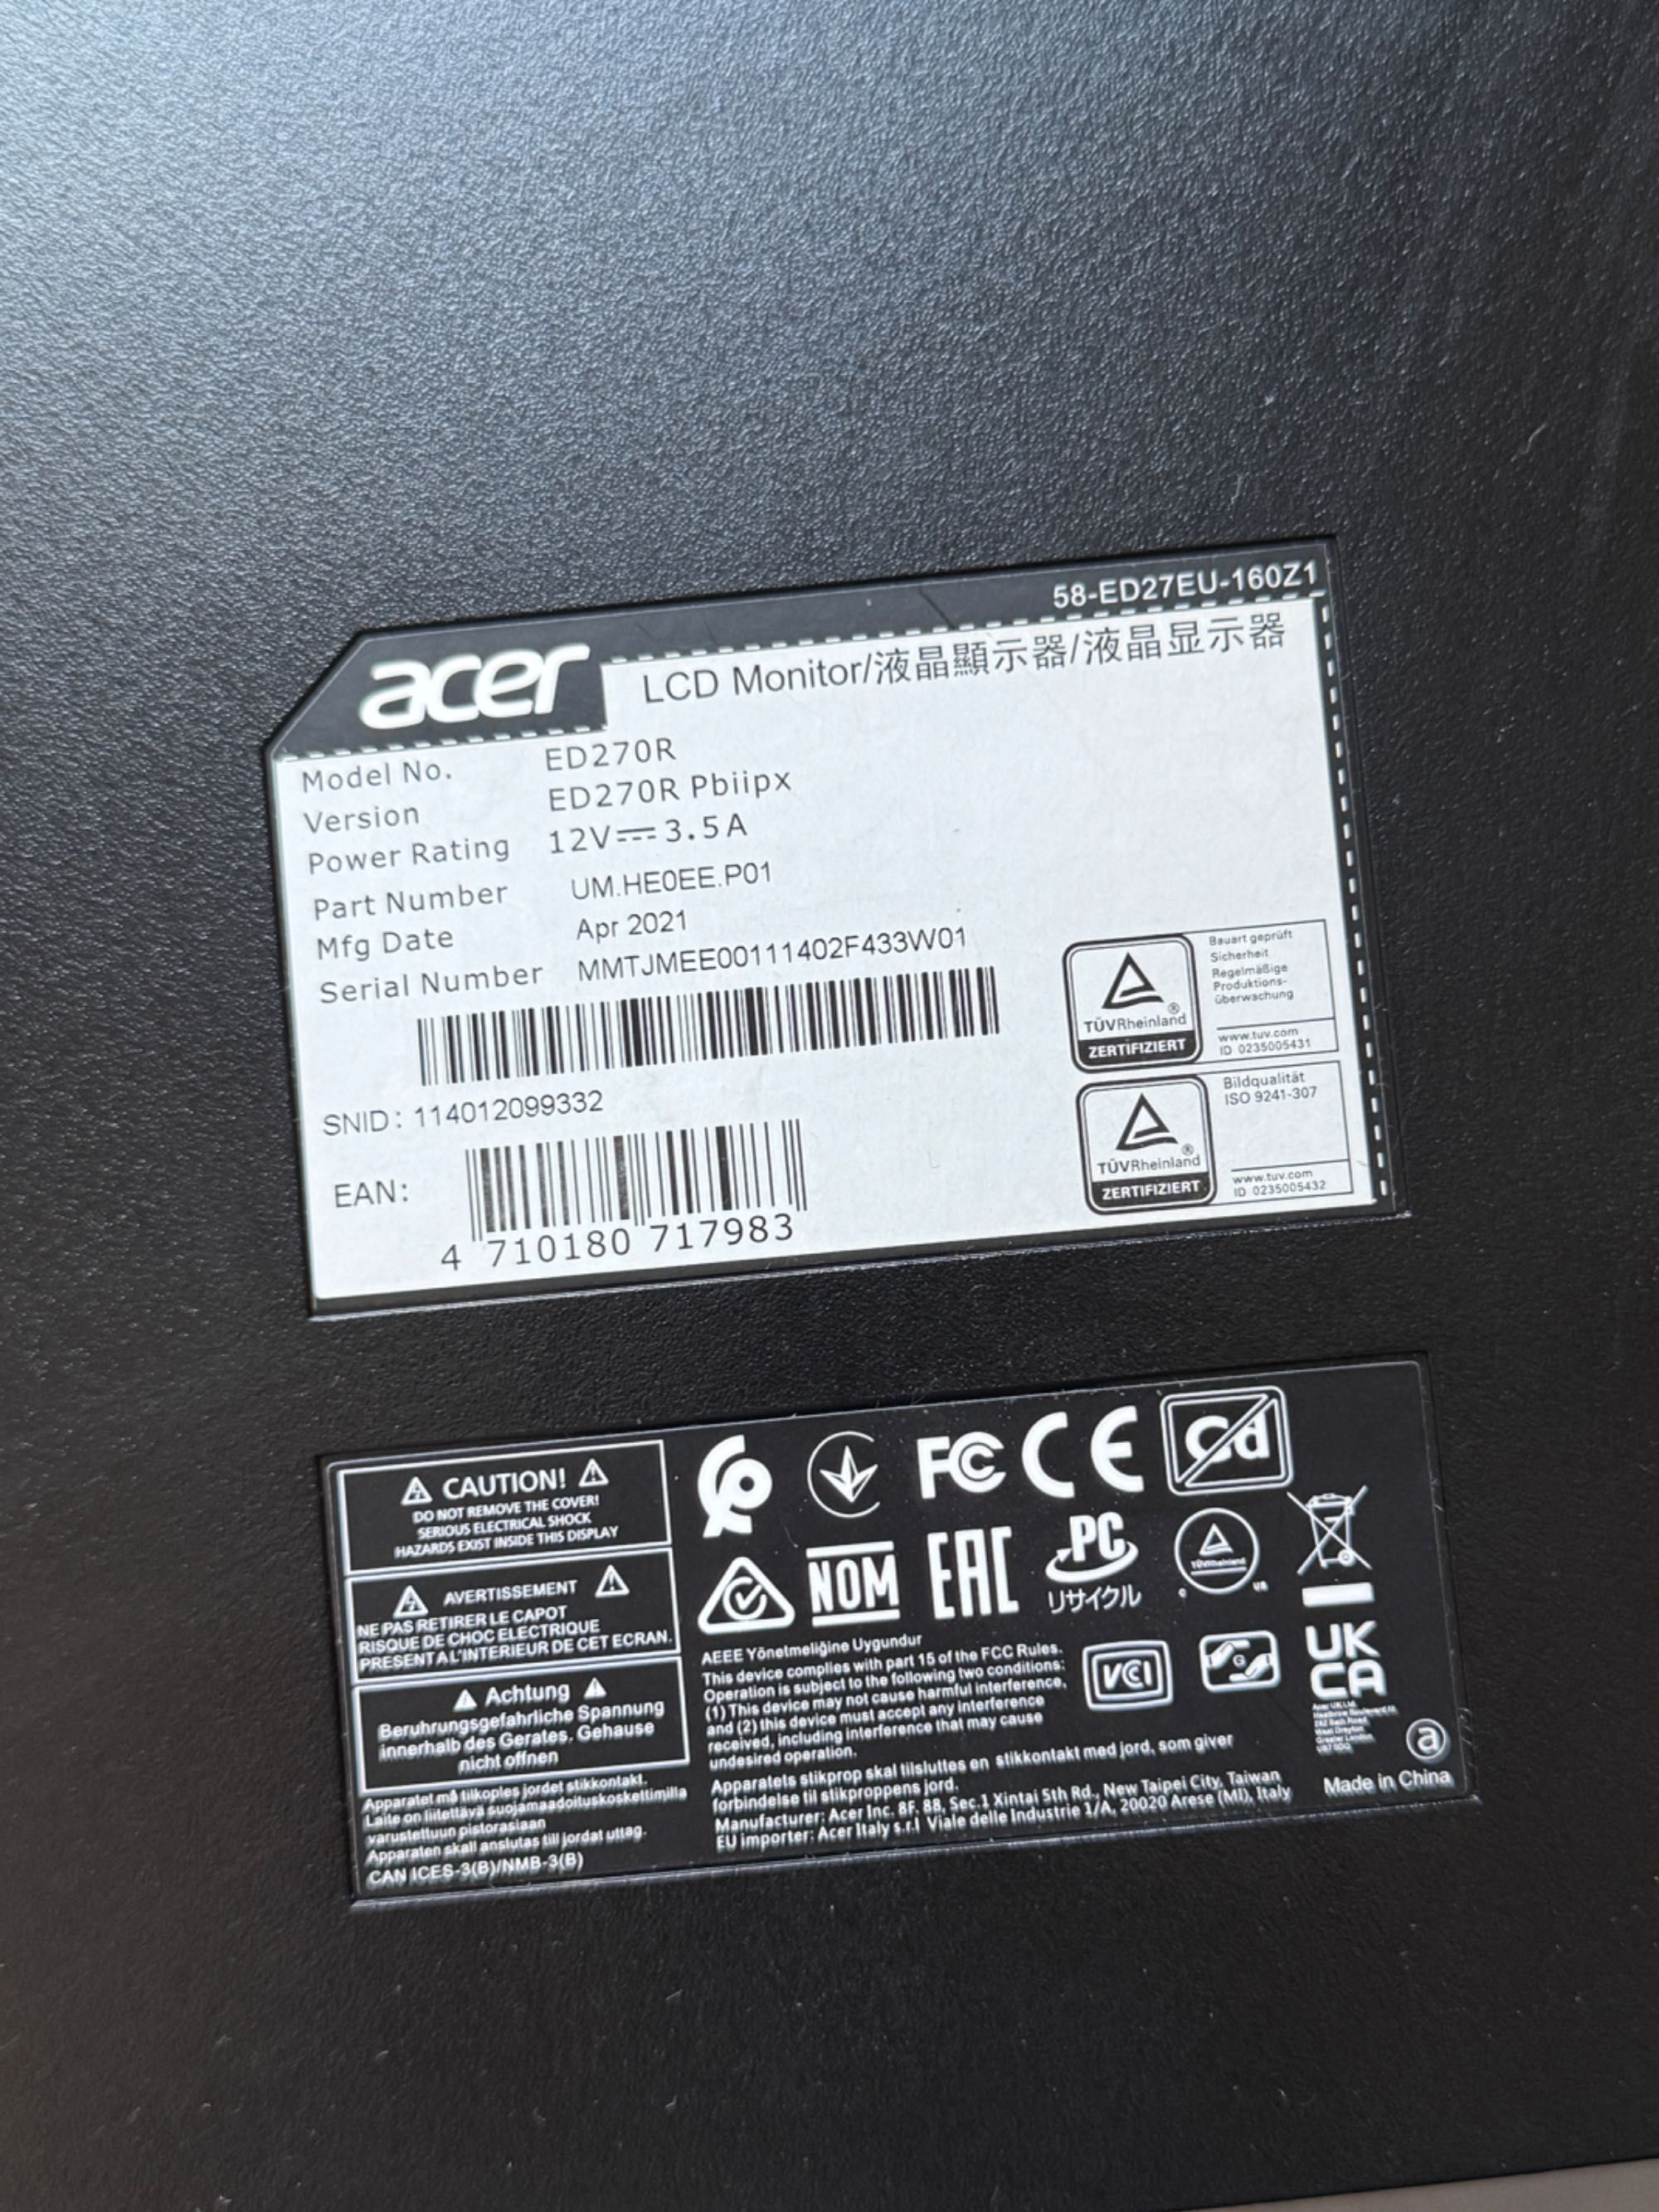 58-ED27EU-160Z1
acer
LCD Monitor/液晶顯示器/液晶显示器
Model No. ED270R
Version ED270R Pbiipx
Power Rating 12V⎓3.5A
Part Number UM.HE0EE.P01
Mfg Date Apr 2021
Serial Number MMTJMEE00111402F433W01
SNID: 114012099332
EAN:
4 710180 717983
TÜVRheinland®
ZERTIFIZIERT
Bauart geprüft
Sicherheit
Regelmäßige
Produktions-
überwachung
www.tuv.com
ID 0235005431
TÜVRheinland®
ZERTIFIZIERT
Bildqualität
ISO 9241-307
www.tuv.com
ID 0235005432
CAUTION!
DO NOT REMOVE THE COVER!
SERIOUS ELECTRICAL SHOCK
HAZARDS EXIST INSIDE THIS DISPLAY
AVERTISSEMENT
NE PAS RETIRER LE CAPOT
RISQUE DE CHOC ELECTRIQUE
PRESENT A L'INTERIEUR DE CET ECRAN.
Achtung
Beruhrungsgefahrliche Spannung
innerhalb des Gerates. Gehause
nicht offnen
Apparatet må tilkoples jordet stikkontakt.
Laite on liitettävä suojamaadoituskoskettimilla
varustettuun pistorasiaan
Apparaten skall anslutas till jordat uttag.
CAN ICES-3(B)/NMB-3(B)
FC CE Cd
NOM EAC PC
リサイクル
TÜVRheinland
C US
AEEE Yönetmeliğine Uygundur
This device complies with part 15 of the FCC Rules.
Operation is subject to the following two conditions:
(1) This device may not cause harmful interference,
and (2) this device must accept any interference
received, including interference that may cause
undesired operation.
VCI
G
UK
CA
Acer UK Ltd.
a
Apparatets stikprop skal tilsluttes en stikkontakt med jord, som giver
forbindelse til stikproppens jord.
Manufacturer: Acer Inc. 8F, 88, Sec.1 Xintai 5th Rd., New Taipei City, Taiwan
EU importer: Acer Italy s.r.l Viale delle Industrie 1/A, 20020 Arese (MI), Italy
Made in China